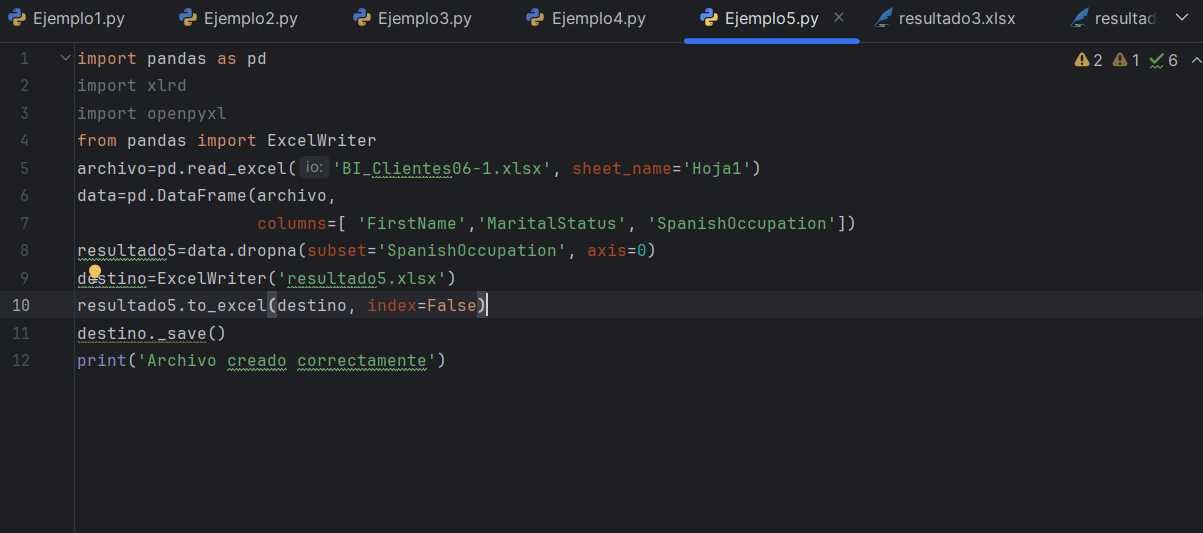 Ejemplo1.py Ejemplo2.py Ejemplo3.py Ejemplo4.py Ejemplo5.py resultado3.xlsx resultad
2 1 6
1 import pandas as pd
2 import xlrd
3 import openpyxl
4 from pandas import ExcelWriter
5 archivo=pd.read_excel( io: 'BI_Clientes06-1.xlsx', sheet_name='Hoja1')
6 data=pd.DataFrame(archivo,
7 columns=[ 'FirstName','MaritalStatus', 'SpanishOccupation'])
8 resultado5=data.dropna(subset='SpanishOccupation', axis=0)
9 destino=ExcelWriter('resultado5.xlsx')
10 resultado5.to_excel(destino, index=False)
11 destino._save()
12 print('Archivo creado correctamente')